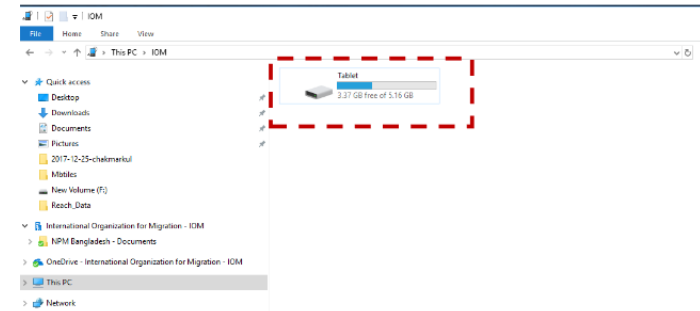 IOM
File Home Share View
This PC > IOM
Quick access
Desktop
Downloads
Documents
Pictures
2017-12-25-chakmarkul
Mbtiles
New Volume (F:)
Reach_Data
International Organization for Migration - IOM
NPM Bangladesh - Documents
OneDrive - International Organization for Migration - IOM
This PC
Network
Tablet
3.37 GB free of 5.16 GB